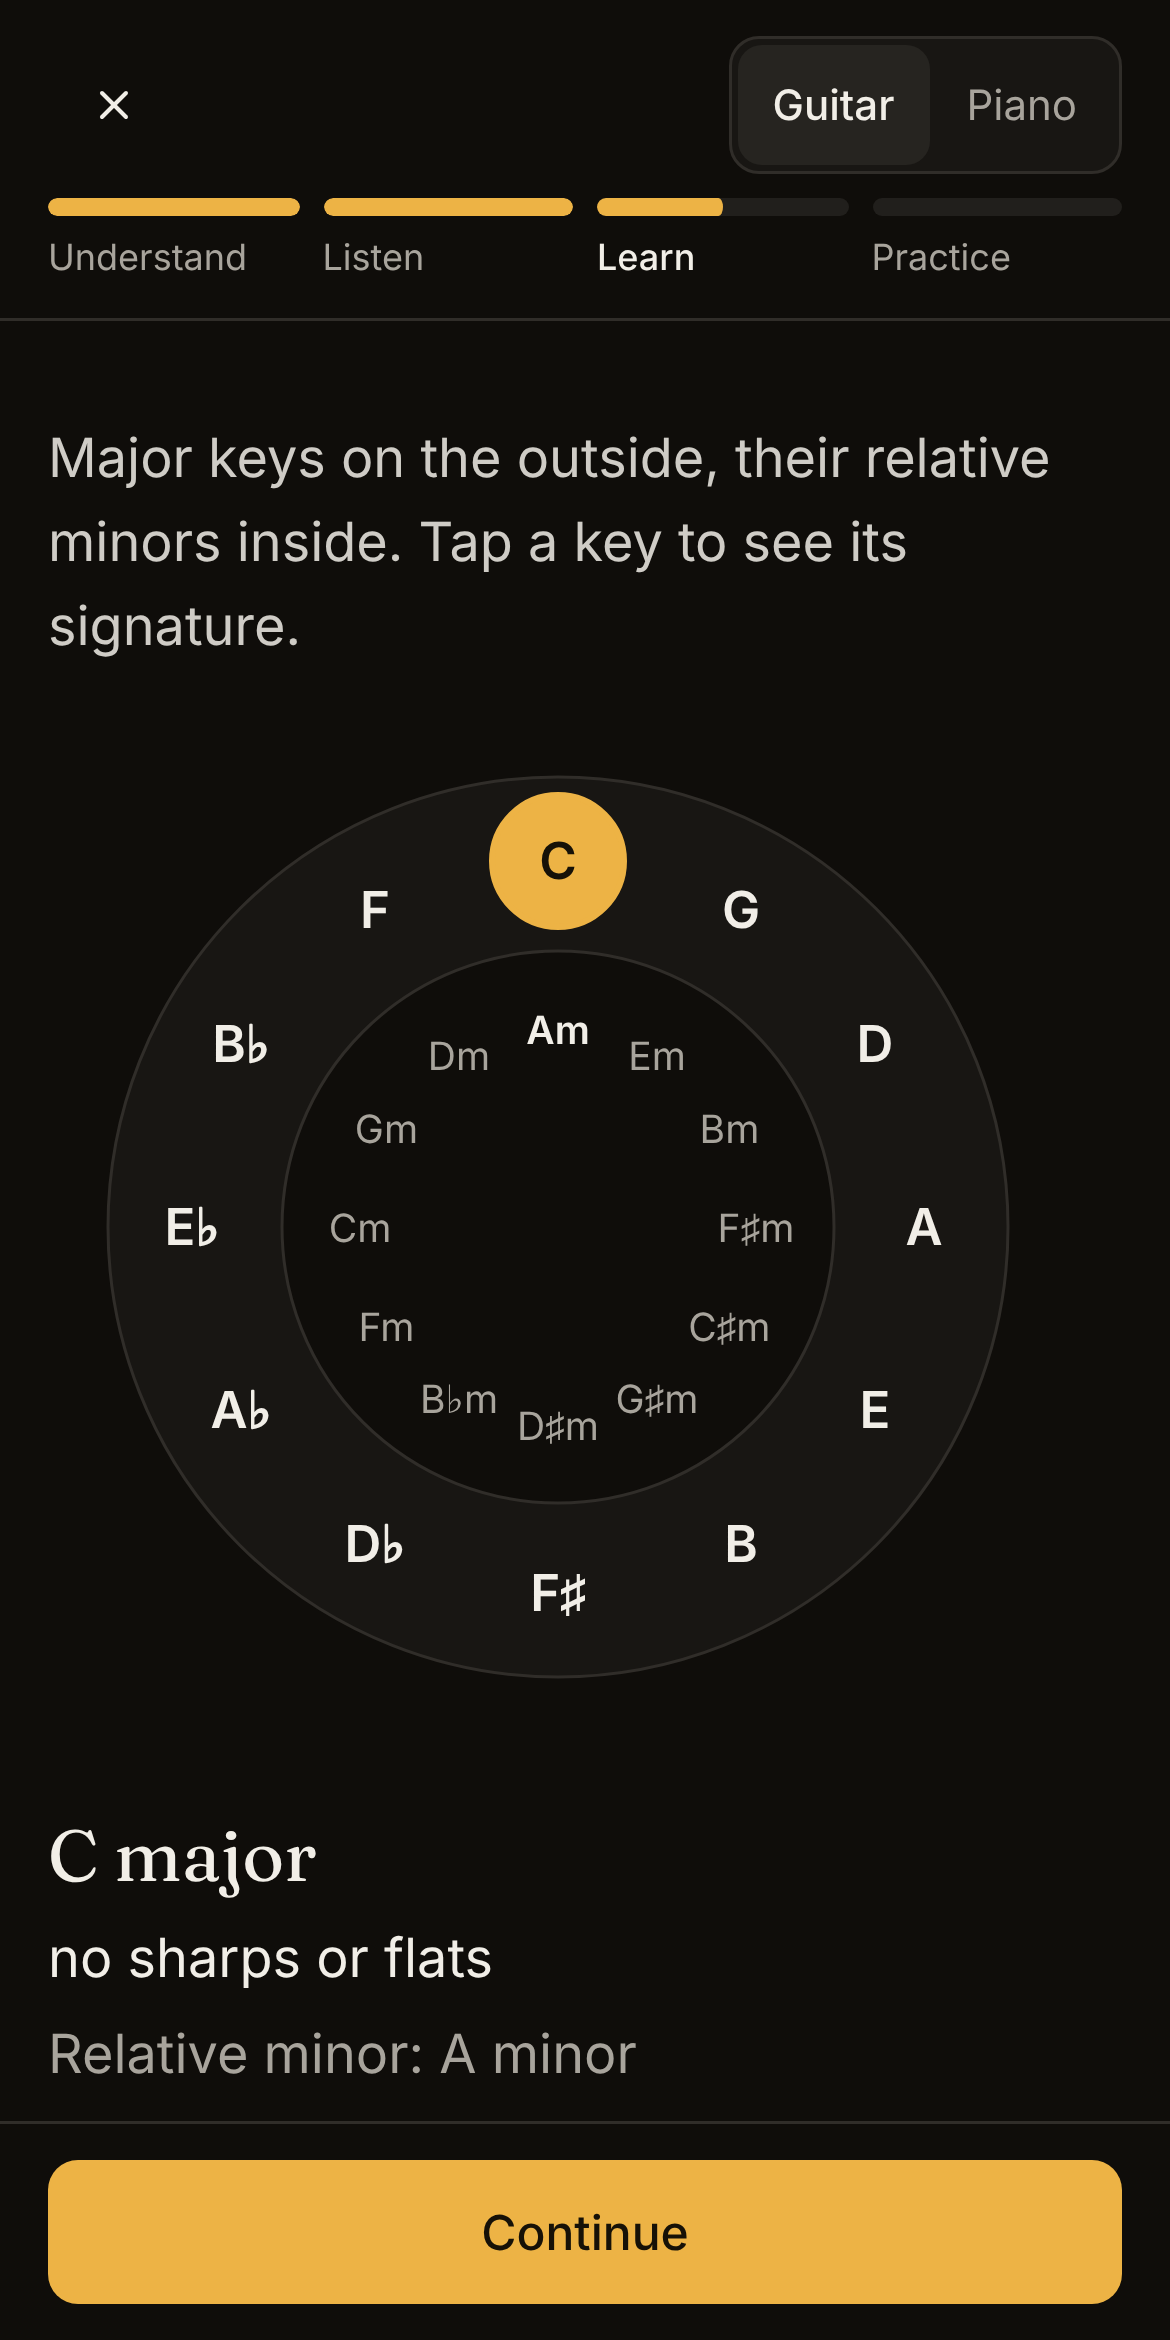 Guitar
Piano
Understand
Listen
Learn
Practice
Major keys on the outside, their relative
minors inside. Tap a key to see its
signature.
C
F
G
B♭
D
Am
Dm
Em
Gm
Bm
E♭
Cm
F♯m
A
Fm
C♯m
A♭
B♭m
D♯m
G♯m
E
D♭
F♯
B
C major
no sharps or flats
Relative minor: A minor
Continue